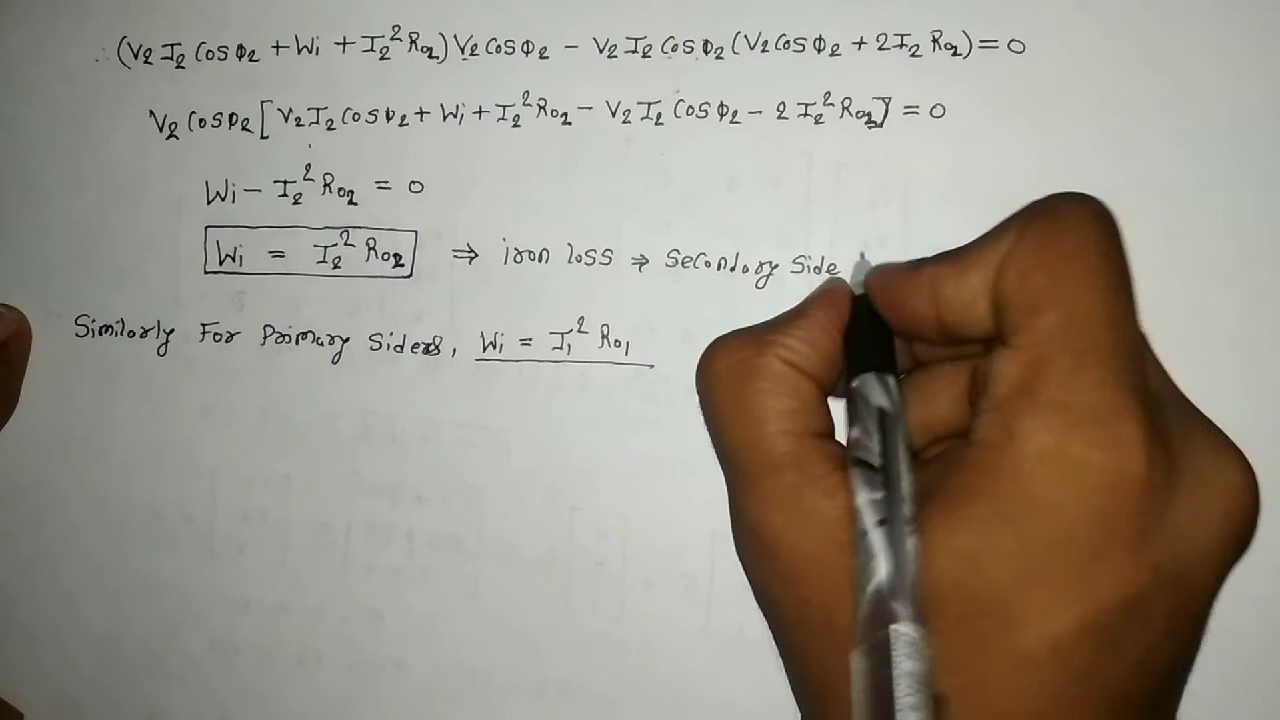 ∴ (V₂ I₂ Cos Φ₂ + Wi + I₂² R₀₂) V₂ Cos Φ₂ − V₂ I₂ Cos Φ₂ (V₂ Cos Φ₂ + 2 I₂ R₀₂) = 0
V₂ Cos Φ₂ [ V₂ I₂ Cos Φ₂ + Wi + I₂² R₀₂ − V₂ I₂ Cos Φ₂ − 2 I₂² R₀₂ ] = 0
Wi − I₂² R₀₂ = 0
Wi = I₂² R₀₂ ⇒ iron loss ⇒ Secondary Side
Similarly For Primary Sides, Wi = I₁² R₀₁